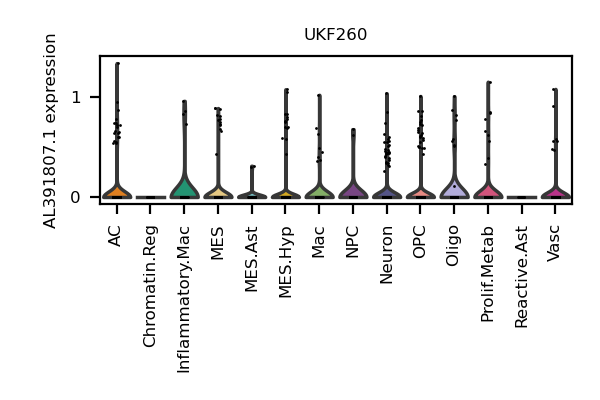 UKF260
AL391807.1 expression
1
0
AC
Chromatin.Reg
Inflammatory.Mac
MES
MES.Ast
MES.Hyp
Mac
NPC
Neuron
OPC
Oligo
Prolif.Metab
Reactive.Ast
Vasc